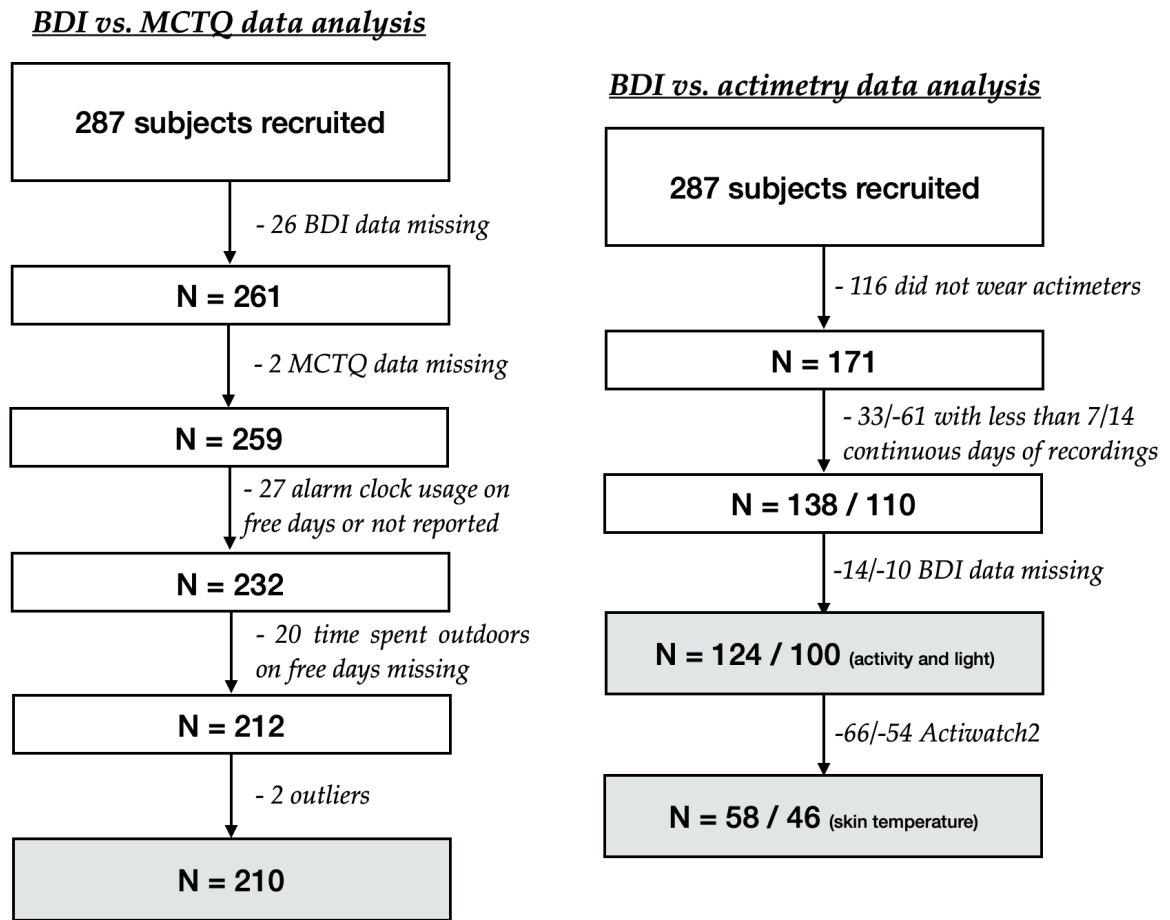 BDI vs. MCTQ data analysis
287 subjects recruited
- 26 BDI data missing
N = 261
- 2 MCTQ data missing
N = 259
- 27 alarm clock usage on
free days or not reported
N = 232
- 20 time spent outdoors
on free days missing
N = 212
- 2 outliers
N = 210
BDI vs. actimetry data analysis
287 subjects recruited
- 116 did not wear actimeters
N = 171
- 33/-61 with less than 7/14
continuous days of recordings
N = 138 / 110
-14/-10 BDI data missing
N = 124 / 100 (activity and light)
-66/-54 Actiwatch2
N = 58 / 46 (skin temperature)